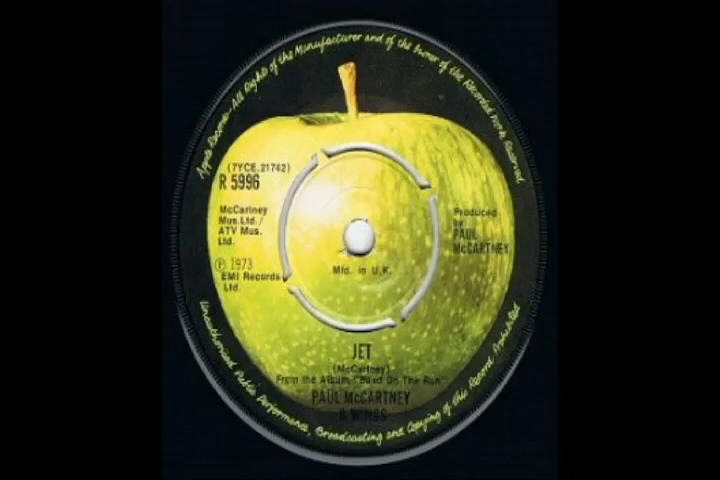 Apple Records-All Rights of the Manufacturer and of the Owner of the Recorded Work Reserved
(7YCE.21762)
R 5996
McCartney
Mus.Ltd./
ATV Mus.
Ltd.
℗ 1973
EMI Records
Ltd.
Produced
by
PAUL
McCARTNEY
Mfd. in U.K.
JET
(McCartney)
From the Album "Band On The Run"
PAUL McCARTNEY
& WINGS
Unauthorised Public Performance, Broadcasting and Copying of this Record Prohibited